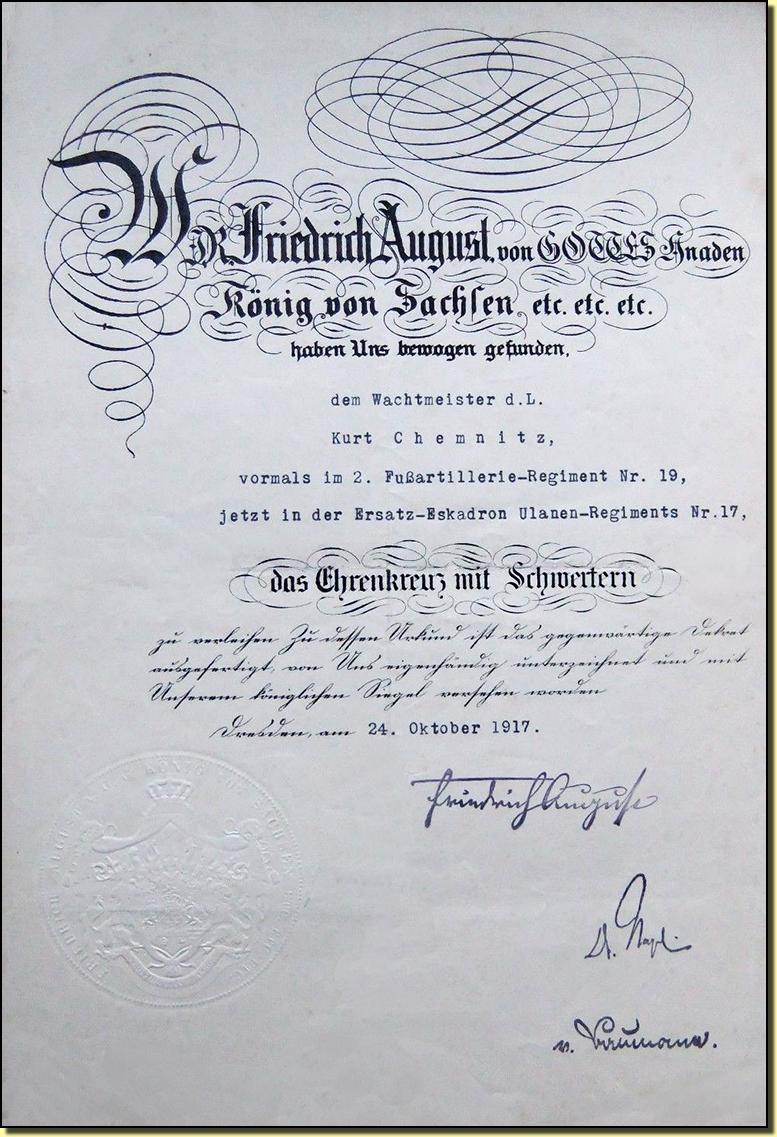 WIR Friedrich August, von GOTTES Gnaden
König von Sachsen, etc. etc. etc.
haben Uns bewogen gefunden,
dem Wachtmeister d.L.
Kurt Chemnitz,
vormals im 2. Fußartillerie-Regiment Nr. 19,
jetzt in der Ersatz-Eskadron Ulanen-Regiments Nr.17,
das Ehrenkreuz mit Schwertern
zu verleihen Zu dessen Urkund ist das gegenwärtige Dekret
ausgefertigt, von Uns eigenhändig unterzeichnet und mit
Unserem königlichen Siegel versehen worden
Dresden, am 24. Oktober 1917.
Friedrich August